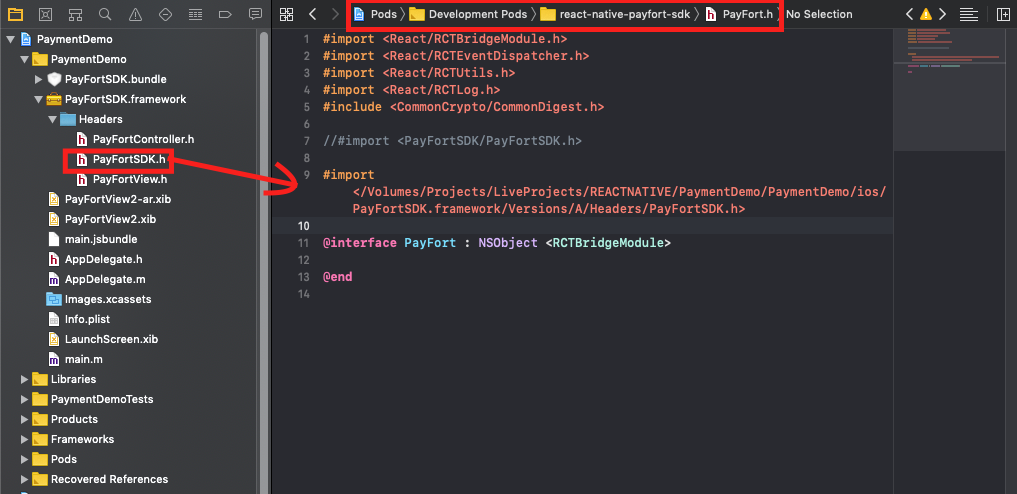 Pods
Development Pods
react-native-payfort-sdk
h PayFort.h
No Selection
PaymentDemo
PaymentDemo
PayFortSDK.bundle
PayFortSDK.framework
Headers
h PayFortController.h
h PayFortSDK.h
h PayFortView.h
PayFortView2-ar.xib
PayFortView2.xib
main.jsbundle
h AppDelegate.h
m AppDelegate.m
Images.xcassets
Info.plist
LaunchScreen.xib
m main.m
Libraries
PaymentDemoTests
Products
Frameworks
Pods
Recovered References
1 #import <React/RCTBridgeModule.h>
2 #import <React/RCTEventDispatcher.h>
3 #import <React/RCTUtils.h>
4 #import <React/RCTLog.h>
5 #include <CommonCrypto/CommonDigest.h>
6
7 //#import <PayFortSDK/PayFortSDK.h>
8
9 #import
</Volumes/Projects/LiveProjects/REACTNATIVE/PaymentDemo/PaymentDemo/ios/
PayFortSDK.framework/Versions/A/Headers/PayFortSDK.h>
10
11 @interface PayFort : NSObject <RCTBridgeModule>
12
13 @end
14